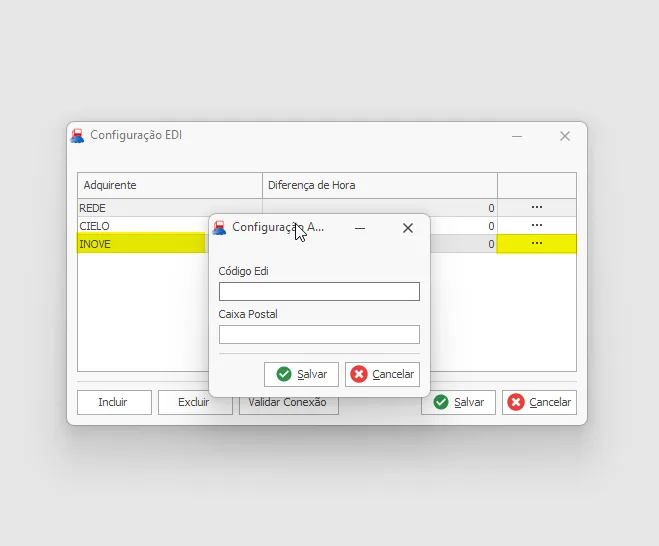 Configuração EDI
Adquirente Diferença de Hora
REDE 0 ...
CIELO 0 ...
INOVE 0 ...
Configuração A...
Código Edi
Caixa Postal
Salvar Cancelar
Incluir Excluir Validar Conexão Salvar Cancelar